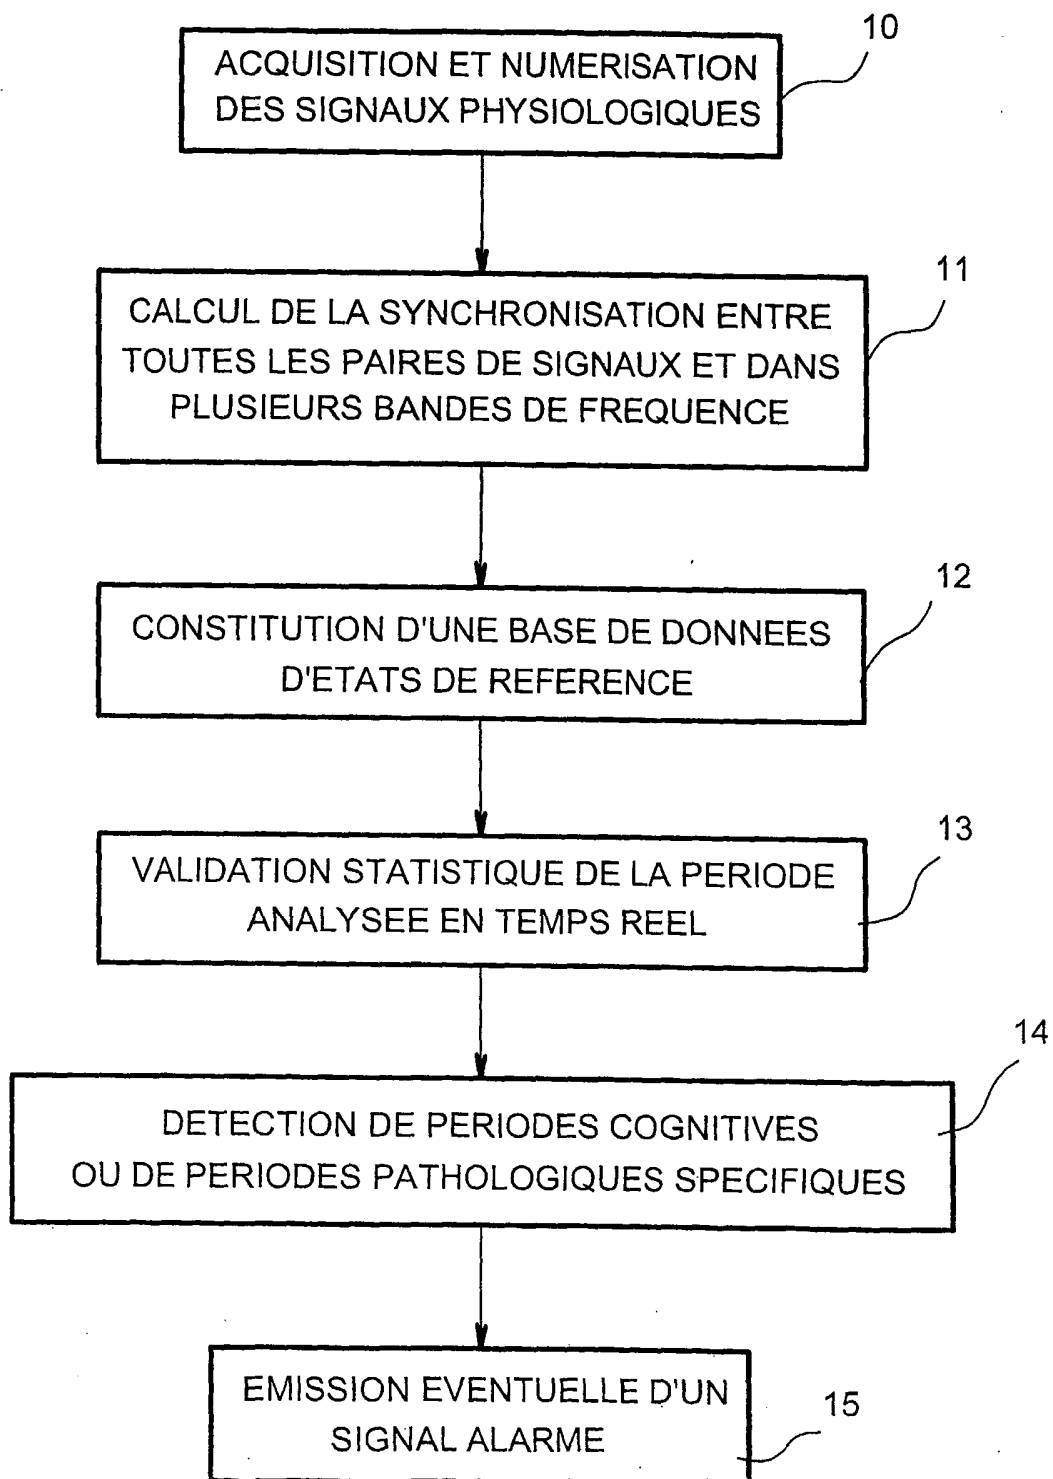 10
ACQUISITION ET NUMERISATION
DES SIGNAUX PHYSIOLOGIQUES
11
CALCUL DE LA SYNCHRONISATION ENTRE
TOUTES LES PAIRES DE SIGNAUX ET DANS
PLUSIEURS BANDES DE FREQUENCE
12
CONSTITUTION D'UNE BASE DE DONNEES
D'ETATS DE REFERENCE
13
VALIDATION STATISTIQUE DE LA PERIODE
ANALYSEE EN TEMPS REEL
14
DETECTION DE PERIODES COGNITIVES
OU DE PERIODES PATHOLOGIQUES SPECIFIQUES
EMISSION EVENTUELLE D'UN
SIGNAL ALARME
15